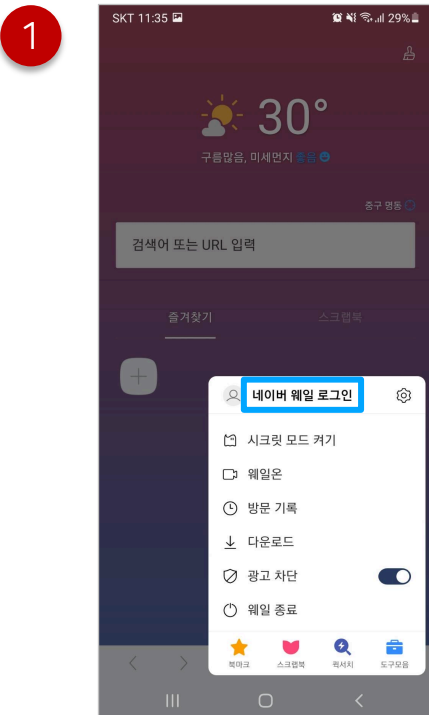 1
SKT 11:35 29%
30°
구름많음, 미세먼지 좋음
중구 명동
검색어 또는 URL 입력
즐겨찾기 스크랩북
네이버 웨일 로그인
시크릿 모드 켜기
웨일온
방문 기록
다운로드
광고 차단
웨일 종료
북마크 스크랩북 퀵서치 도구모음